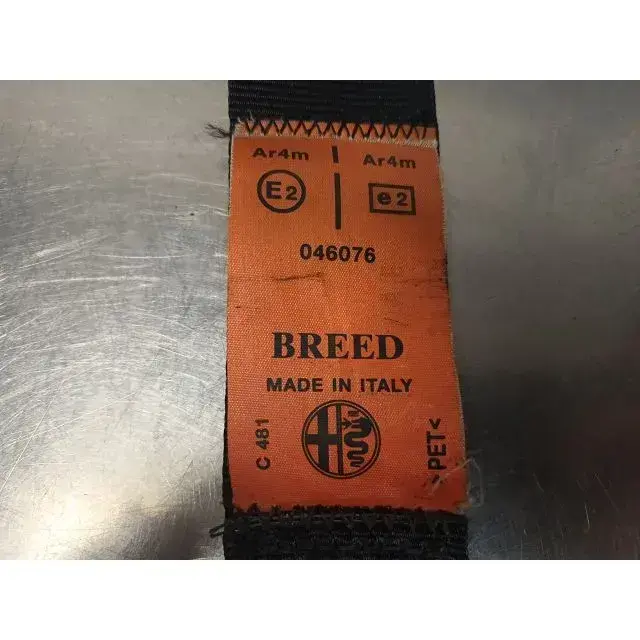 Ar4m Ar4m
E2 e2
046076
BREED
MADE IN ITALY
C 481
>PET<